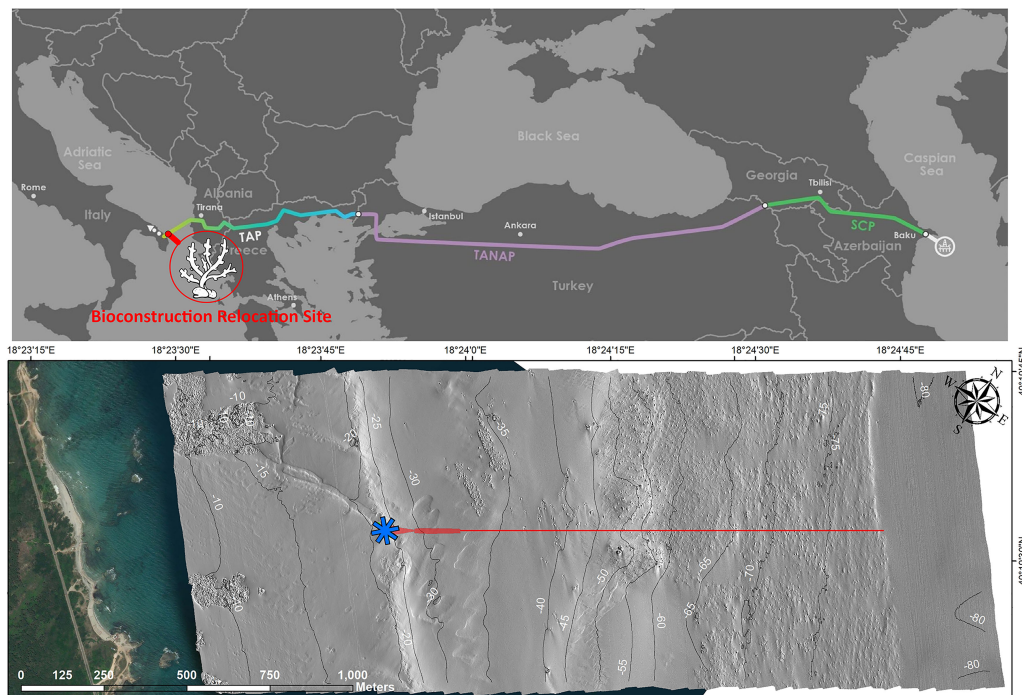 Black Sea
Adriatic
Sea
Caspian
Sea
Georgia
Tbilisi
Rome
Albania
Tirana
Italy
Istanbul
TAP
Ankara
SCP
Baku
Greece
Azerbaijan
TANAP
Turkey
Athens
Bioconstruction Relocation Site
18°23'15"E 18°23'30"E 18°23'45"E 18°24'0"E 18°24'15"E 18°24'30"E 18°24'45"E
N
W
E
S
-10
-10
-80
-25
-75
-20
-35
-75
-15
-30
-10
-50
-65
-70
-10
-30
-40
-45
-65
-60
-80
-20
-55
-80
0 125 250 500 750 1,000
Meters